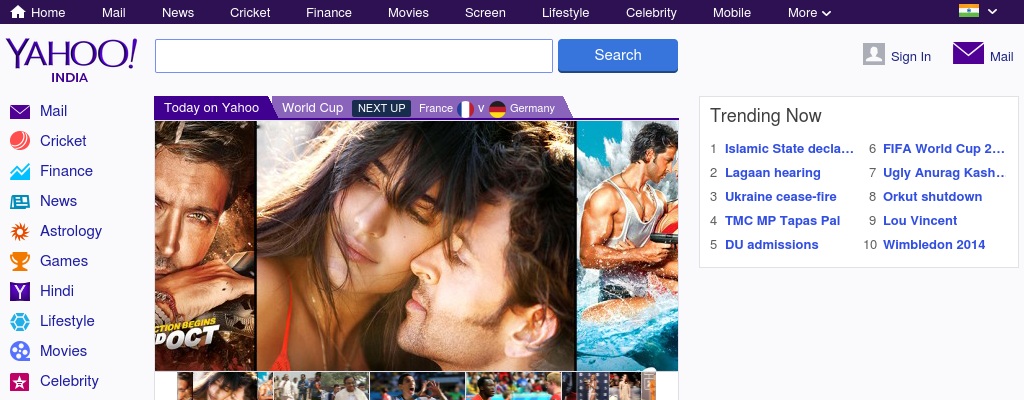 Home Mail News Cricket Finance Movies Screen Lifestyle Celebrity Mobile More
YAHOO!
INDIA
Search
Sign In
Mail
Mail
Cricket
Finance
News
Astrology
Games
Hindi
Lifestyle
Movies
Celebrity
Today on Yahoo World Cup NEXT UP France v Germany
CTION BEGINS
OCT
Trending Now
1 Islamic State decla...
2 Lagaan hearing
3 Ukraine cease-fire
4 TMC MP Tapas Pal
5 DU admissions
6 FIFA World Cup 2...
7 Ugly Anurag Kash..
8 Orkut shutdown
9 Lou Vincent
10 Wimbledon 2014